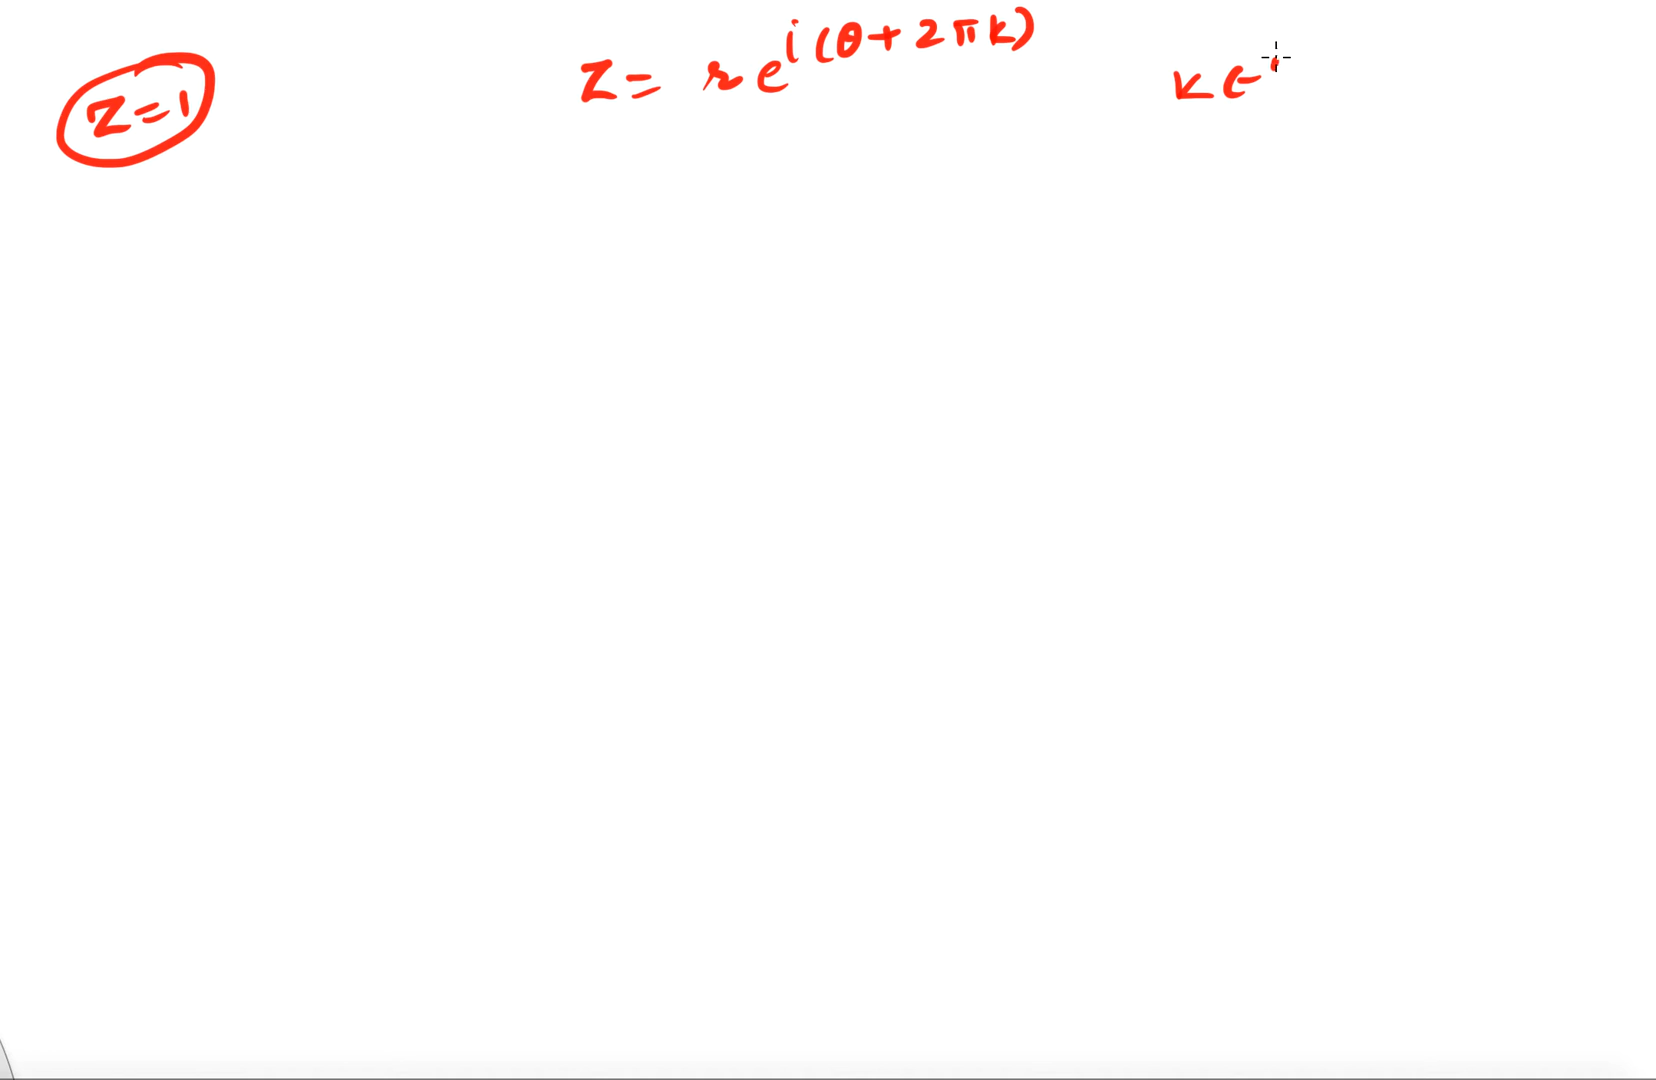 z=1
z = re^{i(θ+2πk)}
k ∈